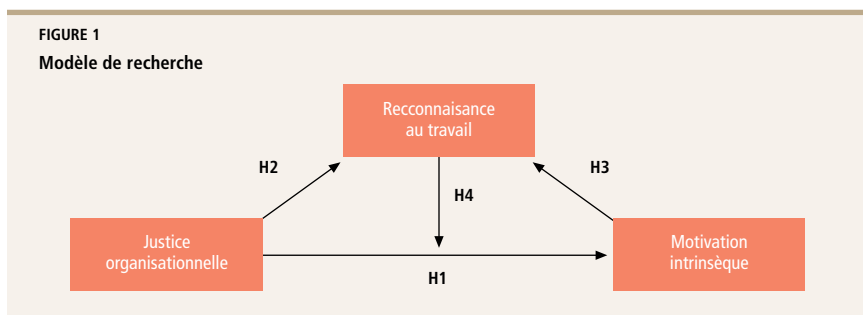 FIGURE 1
Modèle de recherche
Recconnaisance
au travail
H2
H3
H4
Justice
organisationnelle
Motivation
intrinsèque
H1